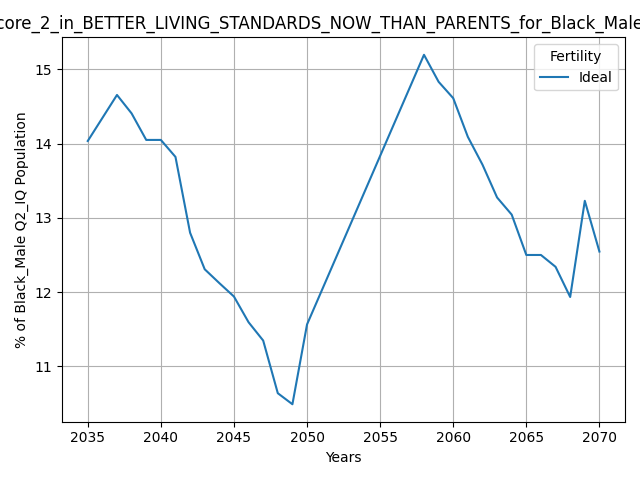 core_2_in_BETTER_LIVING_STANDARDS_NOW_THAN_PARENTS_for_Black_Male
Fertility
Ideal
% of Black_Male Q2_IQ Population
15
14
13
12
11
2035 2040 2045 2050 2055 2060 2065 2070
Years